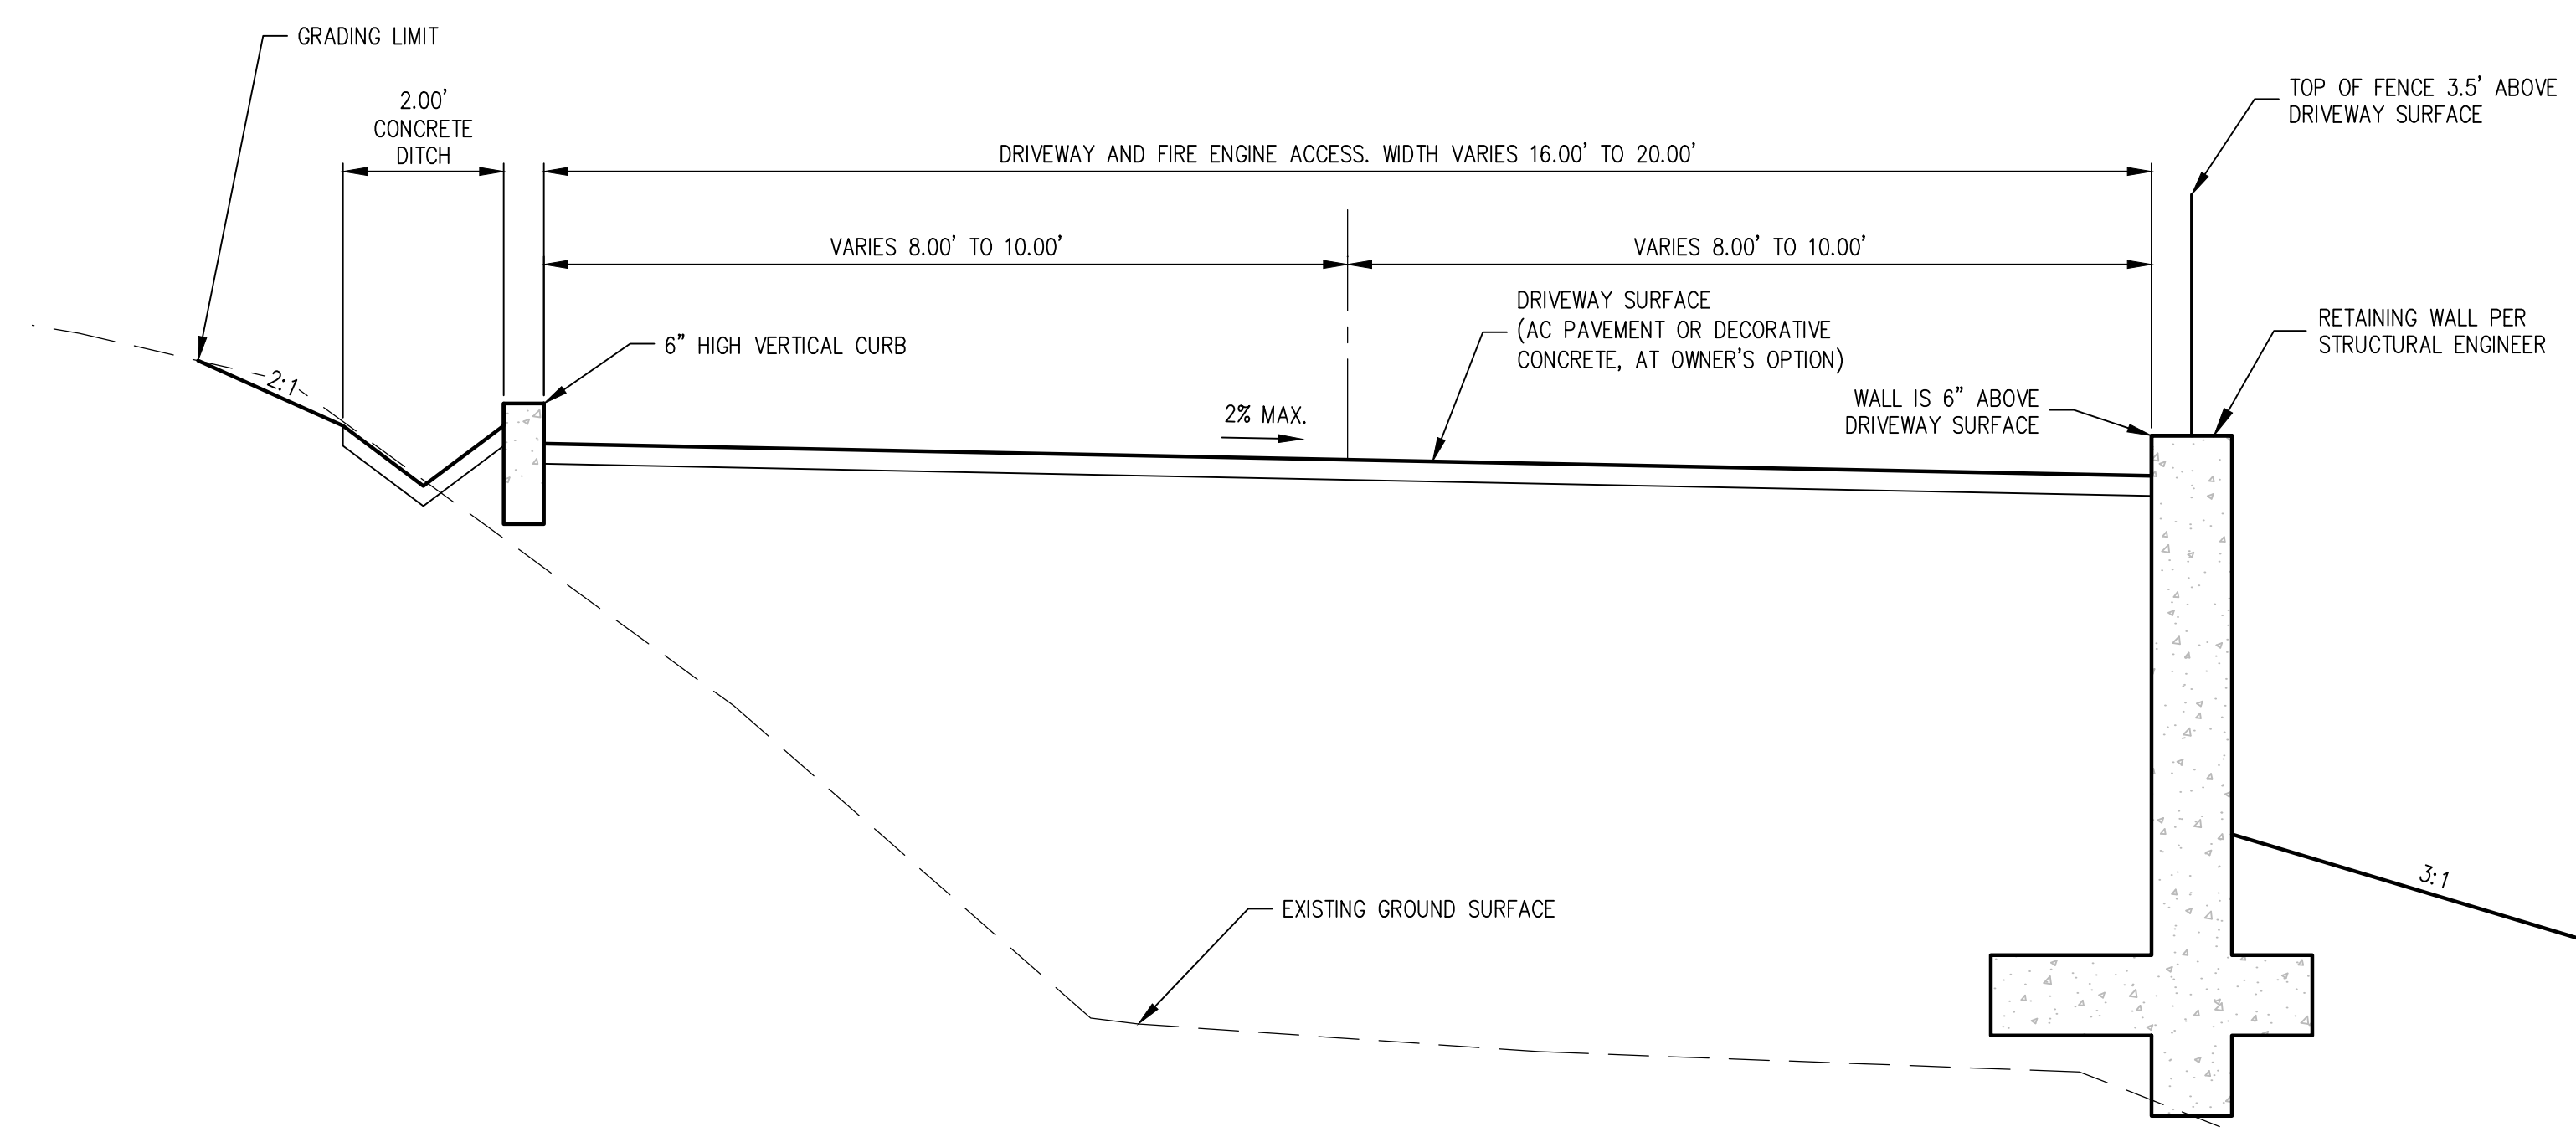 GRADING LIMIT
2.00'
CONCRETE
DITCH
DRIVEWAY AND FIRE ENGINE ACCESS. WIDTH VARIES 16.00' TO 20.00'
TOP OF FENCE 3.5' ABOVE
DRIVEWAY SURFACE
VARIES 8.00' TO 10.00'
VARIES 8.00' TO 10.00'
DRIVEWAY SURFACE
(AC PAVEMENT OR DECORATIVE
CONCRETE, AT OWNER'S OPTION)
RETAINING WALL PER
STRUCTURAL ENGINEER
6" HIGH VERTICAL CURB
2:1
2% MAX.
WALL IS 6" ABOVE
DRIVEWAY SURFACE
3:1
EXISTING GROUND SURFACE